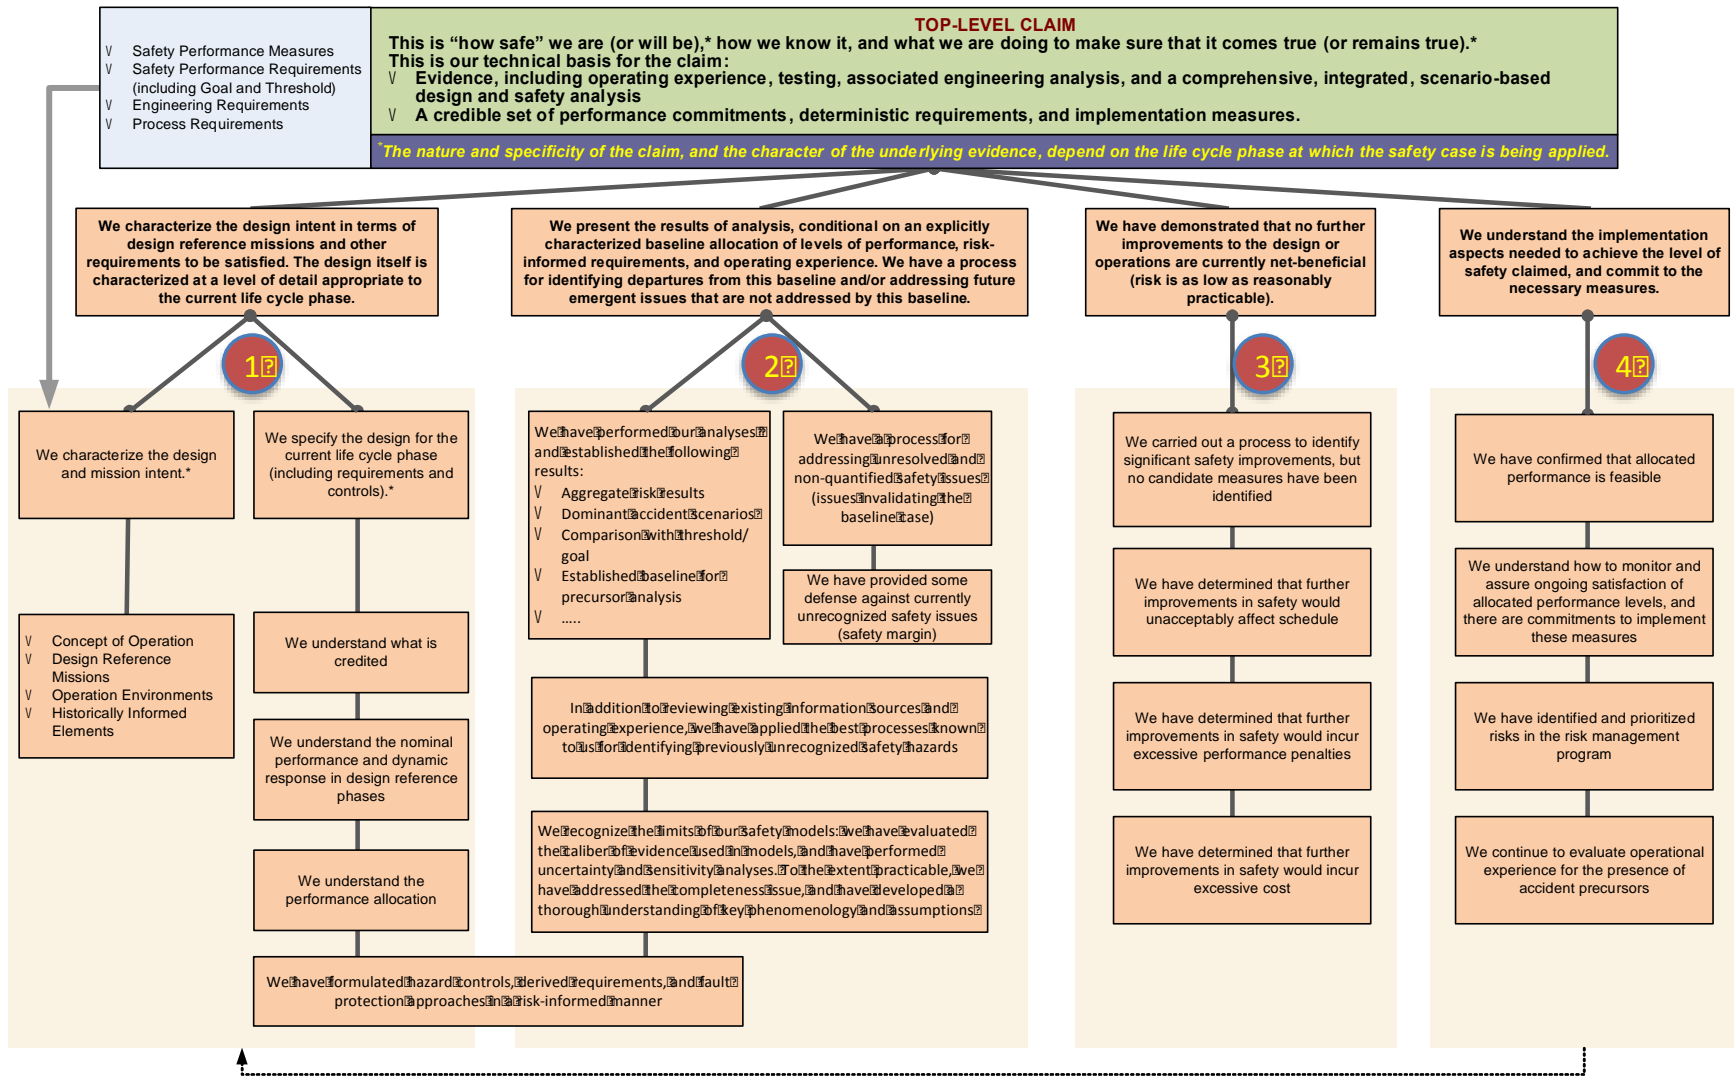 Safety Performance Measures
Safety Performance Requirements
(including Goal and Threshold)
Engineering Requirements
Process Requirements
TOP-LEVEL CLAIM
This is “how safe” we are (or will be),* how we know it, and what we are doing to make sure that it comes true (or remains true).*
This is our technical basis for the claim:
Evidence, including operating experience, testing, associated engineering analysis, and a comprehensive, integrated, scenario-based
design and safety analysis
A credible set of performance commitments, deterministic requirements, and implementation measures.
*The nature and specificity of the claim, and the character of the underlying evidence, depend on the life cycle phase at which the safety case is being applied.
We characterize the design intent in terms of
design reference missions and other
requirements to be satisfied. The design itself is
characterized at a level of detail appropriate to
the current life cycle phase.
We present the results of analysis, conditional on an explicitly
characterized baseline allocation of levels of performance, risk-
informed requirements, and operating experience. We have a process
for identifying departures from this baseline and/or addressing future
emergent issues that are not addressed by this baseline.
We have demonstrated that no further
improvements to the design or
operations are currently net-beneficial
(risk is as low as reasonably
practicable).
We understand the implementation
aspects needed to achieve the level of
safety claimed, and commit to the
necessary measures.
1
2
3
4
We characterize the design
and mission intent.*
Concept of Operation
Design Reference
Missions
Operation Environments
Historically Informed
Elements
We specify the design for the
current life cycle phase
(including requirements and
controls).*
We understand what is
credited
We understand the nominal
performance and dynamic
response in design reference
phases
We understand the
performance allocation
We have formulated hazard controls, derived requirements, and fault
protection approaches in a risk-informed manner
We have performed our analyses
and established the following
results:
Aggregate risk results
Dominant accident scenarios
Comparison with threshold/
goal
Established baseline for
precursor analysis
.....
We have a process for
addressing unresolved and
non-quantified safety issues
(issues invalidating the
baseline case)
We have provided some
defense against currently
unrecognized safety issues
(safety margin)
In addition to reviewing existing information sources and
operating experience, we have applied the best processes known
to us for identifying previously unrecognized safety hazards
We recognize the limits of our safety models: we have evaluated
the caliber of evidence used in models, and have performed
uncertainty and sensitivity analyses. To the extent practicable, we
have addressed the completeness issue, and have developed a
thorough understanding of key phenomenology and assumptions
We carried out a process to identify
significant safety improvements, but
no candidate measures have been
identified
We have determined that further
improvements in safety would
unacceptably affect schedule
We have determined that further
improvements in safety would incur
excessive performance penalties
We have determined that further
improvements in safety would incur
excessive cost
We have confirmed that allocated
performance is feasible
We understand how to monitor and
assure ongoing satisfaction of
allocated performance levels, and
there are commitments to implement
these measures
We have identified and prioritized
risks in the risk management
program
We continue to evaluate operational
experience for the presence of
accident precursors